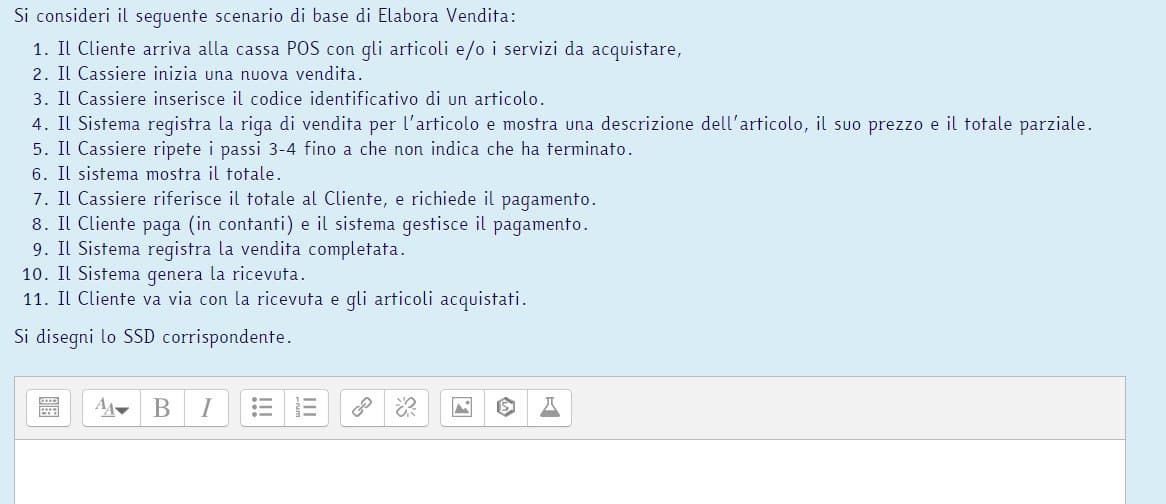 Si consideri il seguente scenario di base di Elabora Vendita:
1. Il Cliente arriva alla cassa POS con gli articoli e/o i servizi da acquistare,
2. Il Cassiere inizia una nuova vendita.
3. Il Cassiere inserisce il codice identificativo di un articolo.
4. Il Sistema registra la riga di vendita per l'articolo e mostra una descrizione dell'articolo, il suo prezzo e il totale parziale.
5. Il Cassiere ripete i passi 3-4 fino a che non indica che ha terminato.
6. Il sistema mostra il totale.
7. Il Cassiere riferisce il totale al Cliente, e richiede il pagamento.
8. Il Cliente paga (in contanti) e il sistema gestisce il pagamento.
9. Il Sistema registra la vendita completata.
10. Il Sistema genera la ricevuta.
11. Il Cliente va via con la ricevuta e gli articoli acquistati.
Si disegni lo SSD corrispondente.
AA B I